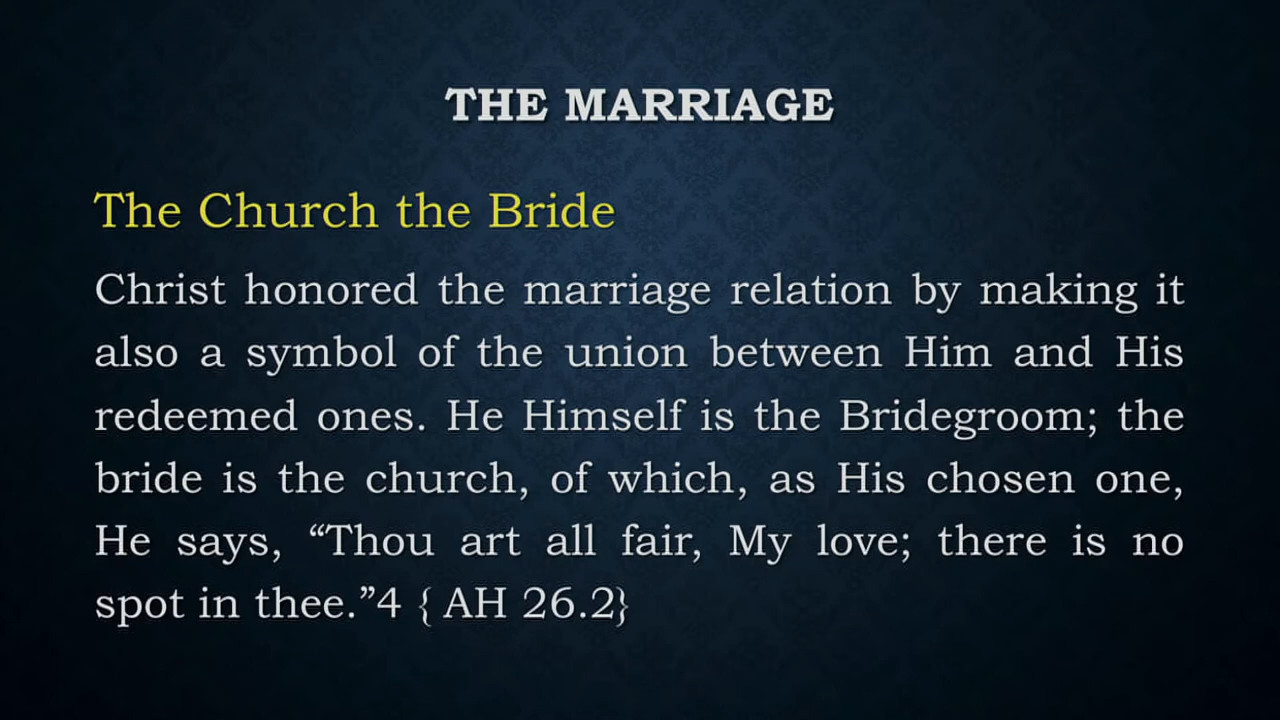 THE MARRIAGE
The Church the Bride
Christ honored the marriage relation by making it
also a symbol of the union between Him and His
redeemed ones. He Himself is the Bridegroom; the
bride is the church, of which, as His chosen one,
He says, “Thou art all fair, My love; there is no
spot in thee.”4 { AH 26.2}